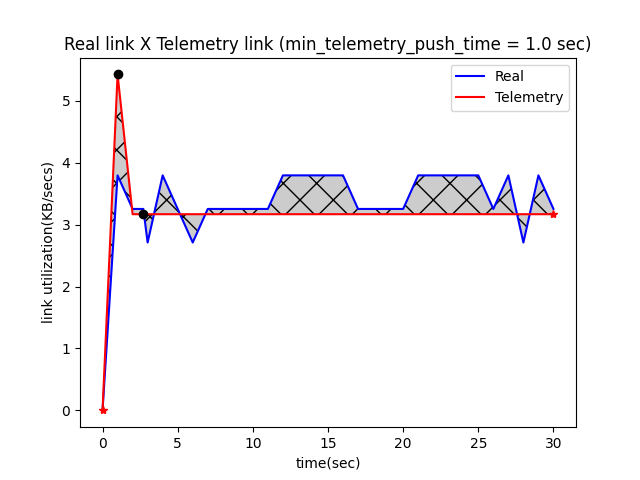 Real link X Telemetry link (min_telemetry_push_time = 1.0 sec)
Real
Telemetry
link utilization(KB/secs)
5
4
3
2
1
0
0 5 10 15 20 25 30
time(sec)